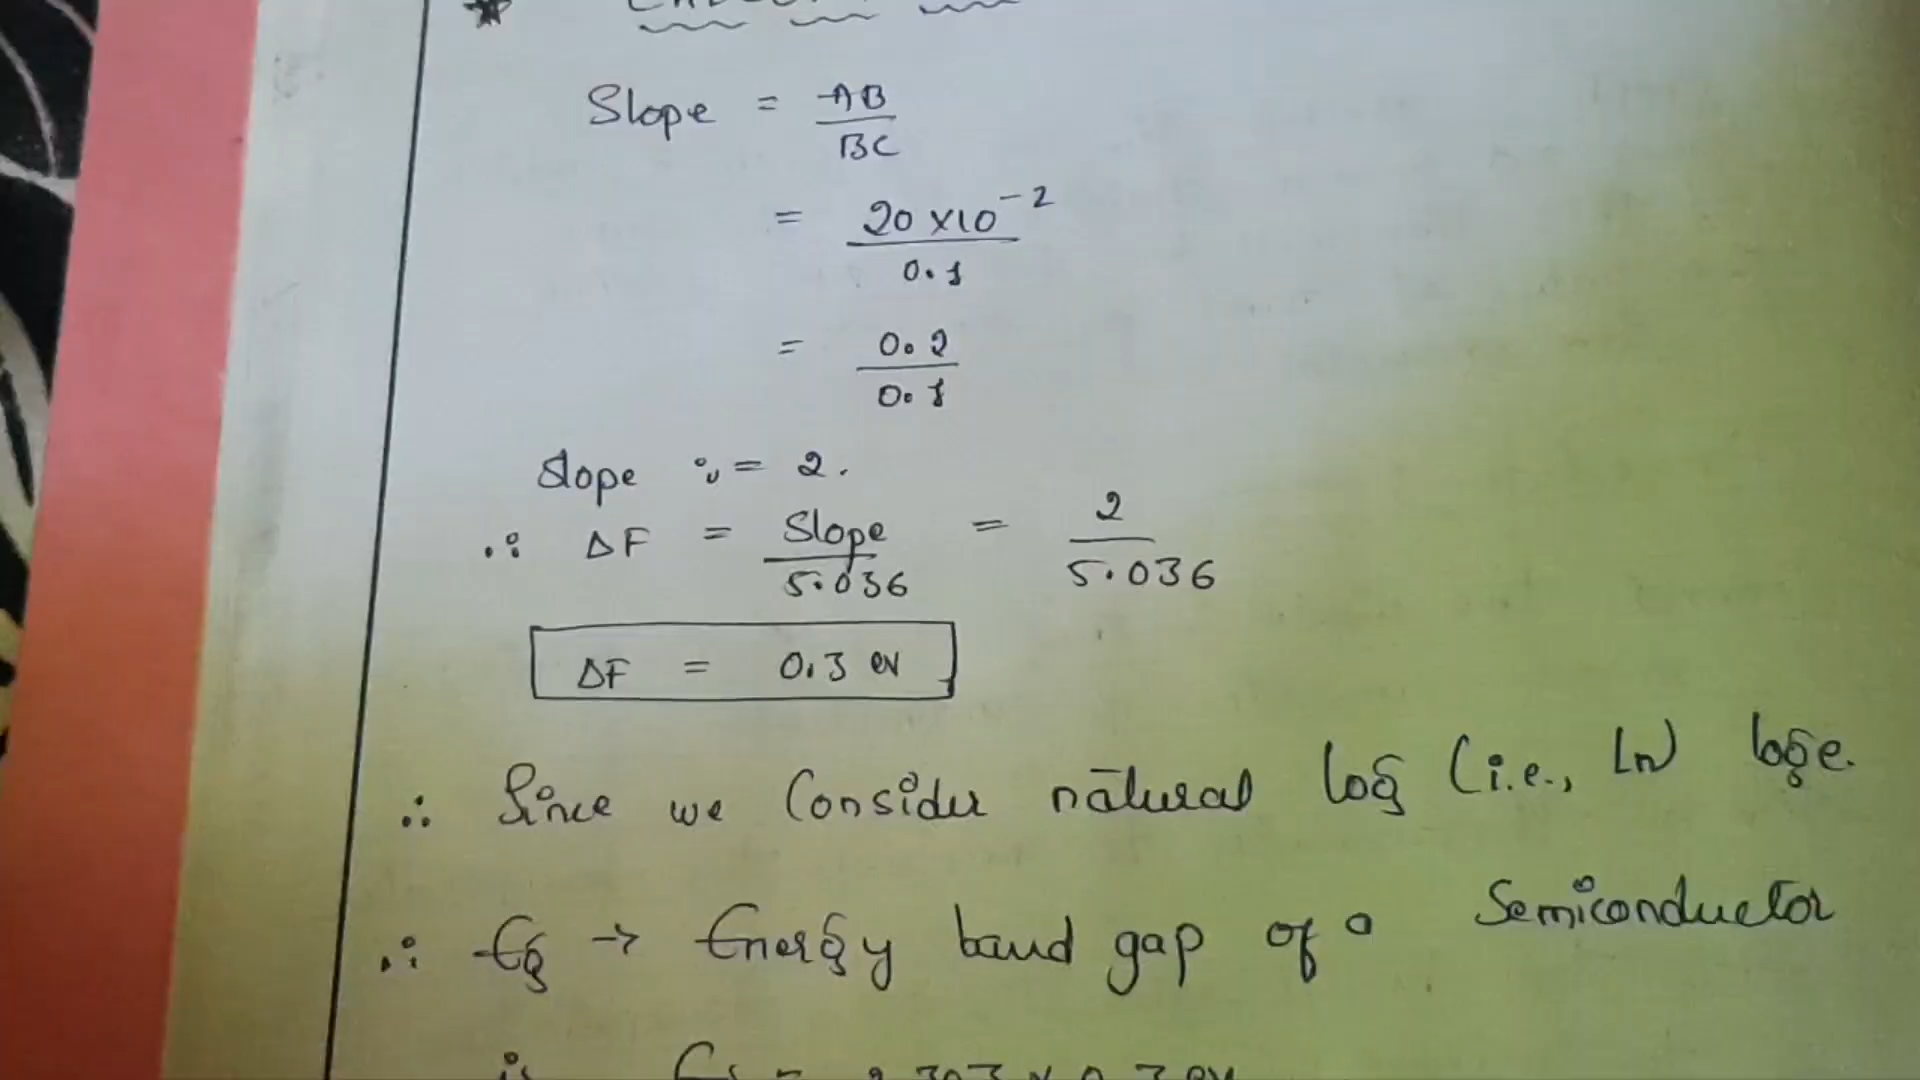 Slope = AB / BC
= 20 x 10^-2 / 0.1
= 0.2 / 0.1
Slope ∴ = 2.
∴ ΔF = Slope / 5.036 = 2 / 5.036
ΔF = 0.3 ev
∴ Since we Consider natural log (i.e., ln) loge.
∴ Eg → Energy band gap of a Semiconductor